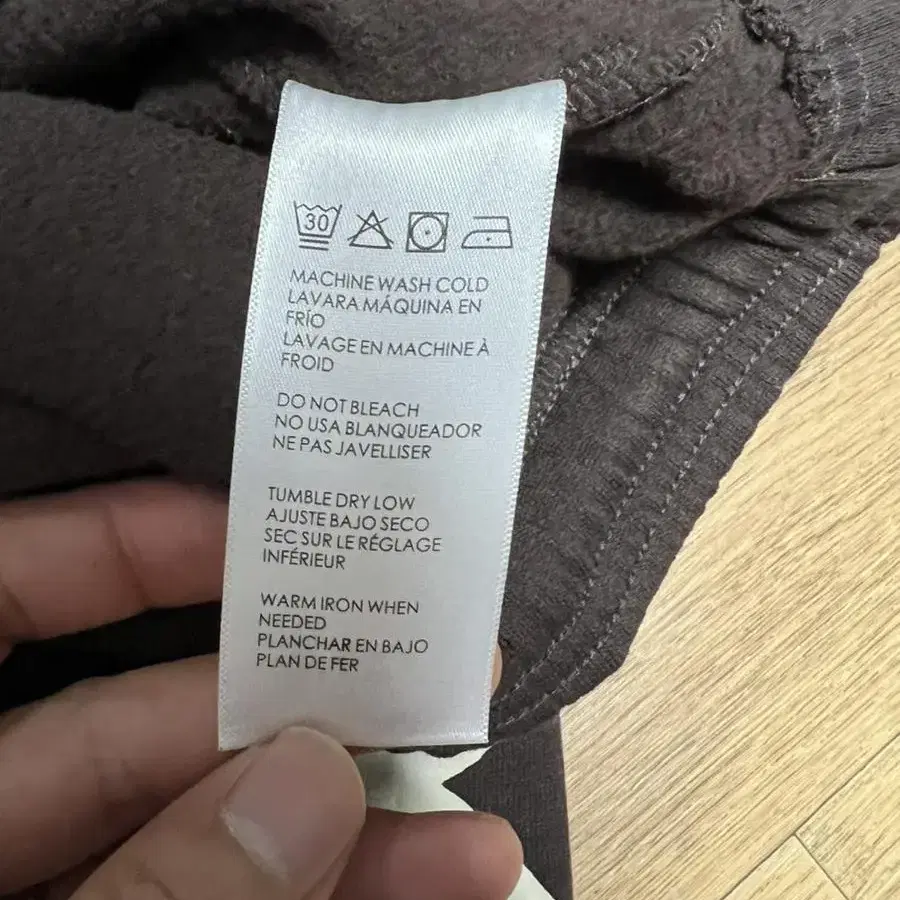 30
MACHINE WASH COLD
LAVARA MÁQUINA EN
FRÍO
LAVAGE EN MACHINE À
FROID
DO NOT BLEACH
NO USA BLANQUEADOR
NE PAS JAVELLISER
TUMBLE DRY LOW
AJUSTE BAJO SECO
SEC SUR LE RÉGLAGE
INFÉRIEUR
WARM IRON WHEN
NEEDED
PLANCHAR EN BAJO
PLAN DE FER